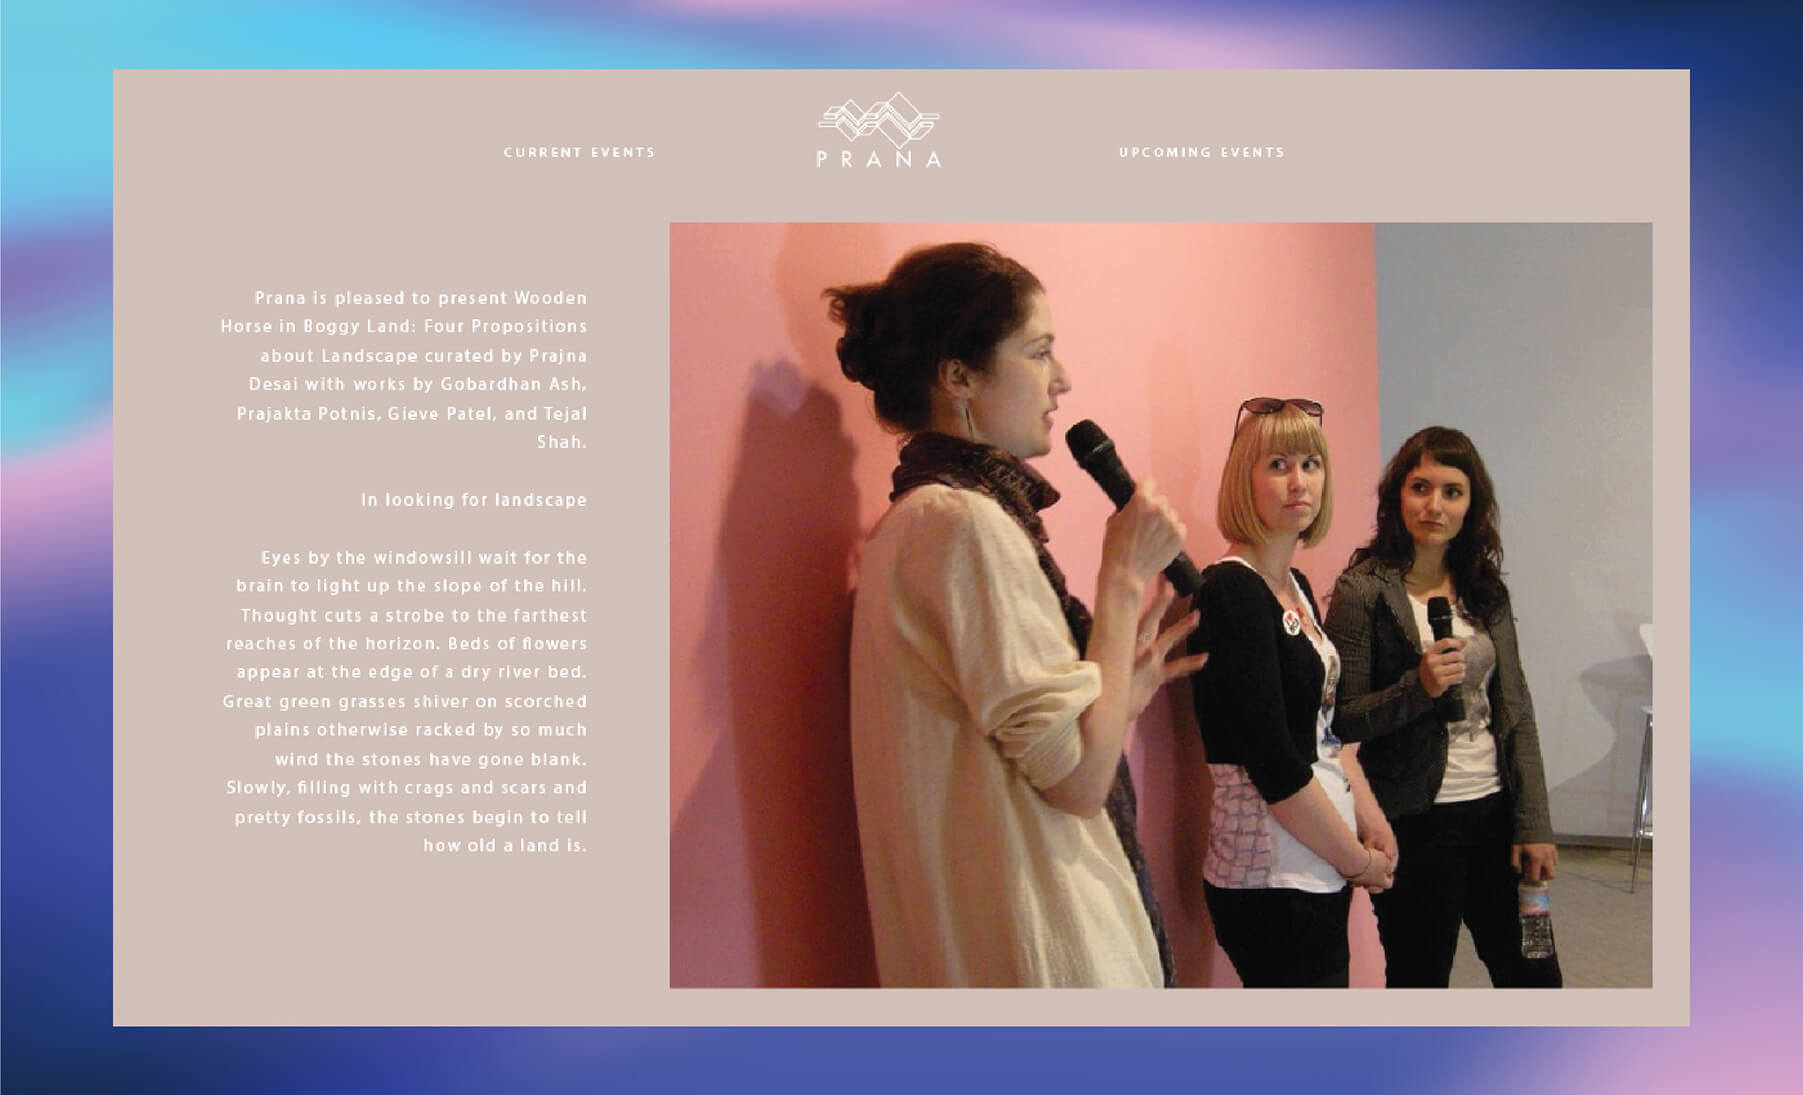 CURRENT EVENTS
PRANA
UPCOMING EVENTS
Prana is pleased to present Wooden
Horse in Boggy Land: Four Propositions
about Landscape curated by Prajna
Desai with works by Gobardhan Ash,
Prajakta Potnis, Gieve Patel, and Tejal
Shah.
In looking for landscape
Eyes by the windowsill wait for the
brain to light up the slope of the hill.
Thought cuts a strobe to the farthest
reaches of the horizon. Beds of flowers
appear at the edge of a dry river bed.
Great green grasses shiver on scorched
plains otherwise racked by so much
wind the stones have gone blank.
Slowly, filling with crags and scars and
pretty fossils, the stones begin to tell
how old a land is.